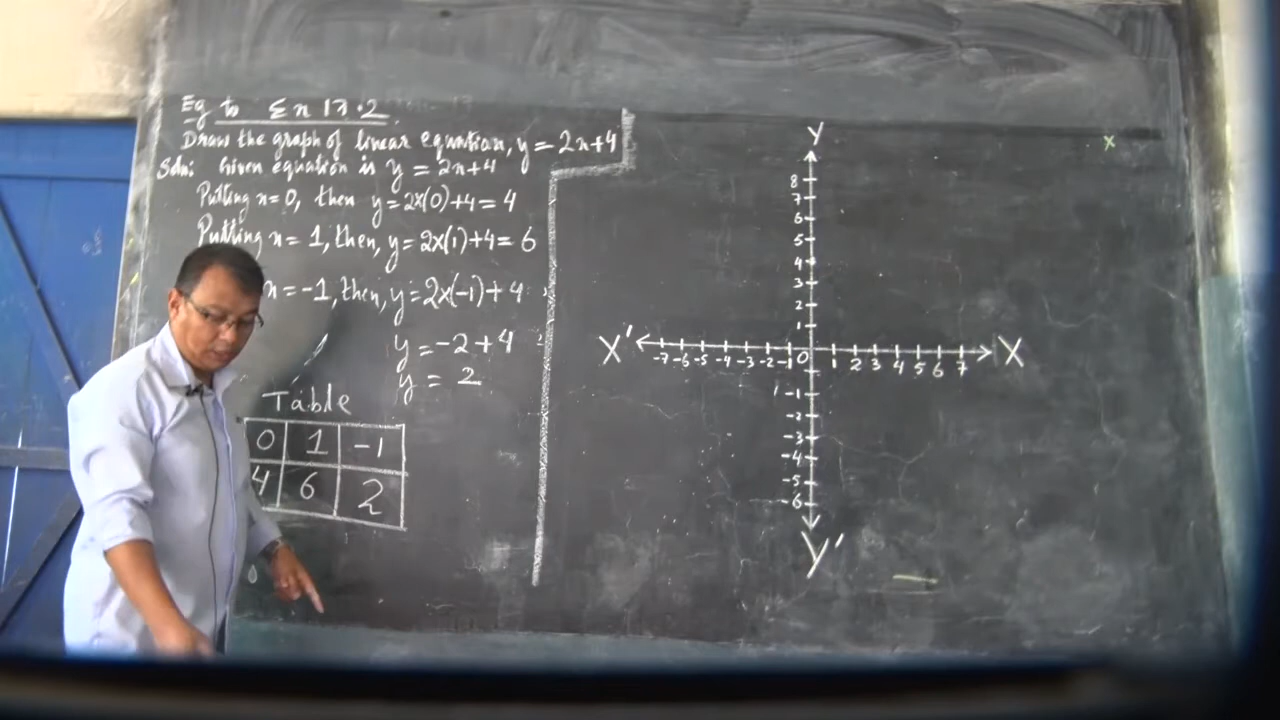 Eg to Ex 17.2
Draw the graph of linear equation, y = 2x+4
Soln: Given equation is y = 2x+4
Putting x=0, then y=2x(0)+4=4
Putting x=1, then, y=2x(1)+4=6
x=-1, then, y=2x(-1)+4
y = -2+4
y = 2
Table
0 1 -1
4 6 2
Y
8
7
6
5
4
3
2
1
X' -7 -6 -5 -4 -3 -2 -1 0 1 2 3 4 5 6 7 X
-1
-2
-3
-4
-5
-6
Y'
x